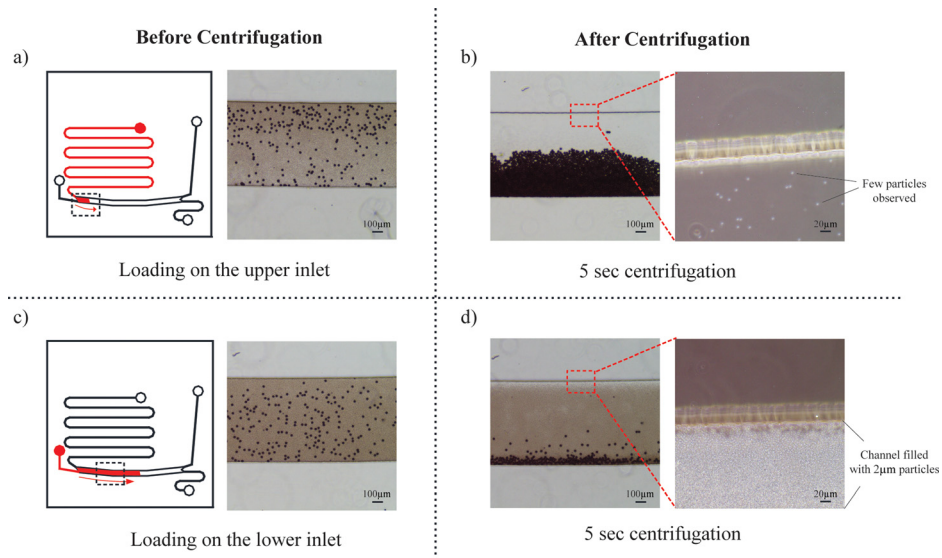 Before Centrifugation
After Centrifugation
a)
b)
100µm
100µm
20µm
Few particles
observed
Loading on the upper inlet
5 sec centrifugation
c)
d)
100µm
100µm
20µm
Channel filled
with 2µm particles
Loading on the lower inlet
5 sec centrifugation